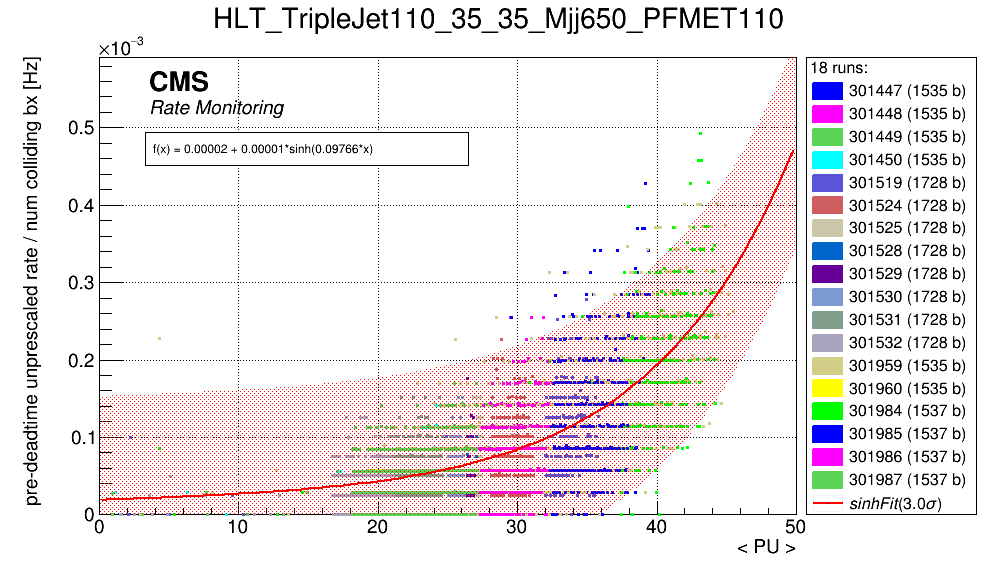 HLT_TripleJet110_35_35_Mjj650_PFMET110
×10⁻³
pre-deadtime unprescaled rate / num colliding bx [Hz]
CMS
Rate Monitoring
f(x) = 0.00002 + 0.00001*sinh(0.09766*x)
0.5
0.4
0.3
0.2
0.1
0
0 10 20 30 40 50
< PU >
18 runs:
301447 (1535 b)
301448 (1535 b)
301449 (1535 b)
301450 (1535 b)
301519 (1728 b)
301524 (1728 b)
301525 (1728 b)
301528 (1728 b)
301529 (1728 b)
301530 (1728 b)
301531 (1728 b)
301532 (1728 b)
301959 (1535 b)
301960 (1535 b)
301984 (1537 b)
301985 (1537 b)
301986 (1537 b)
301987 (1537 b)
sinhFit(3.0σ)